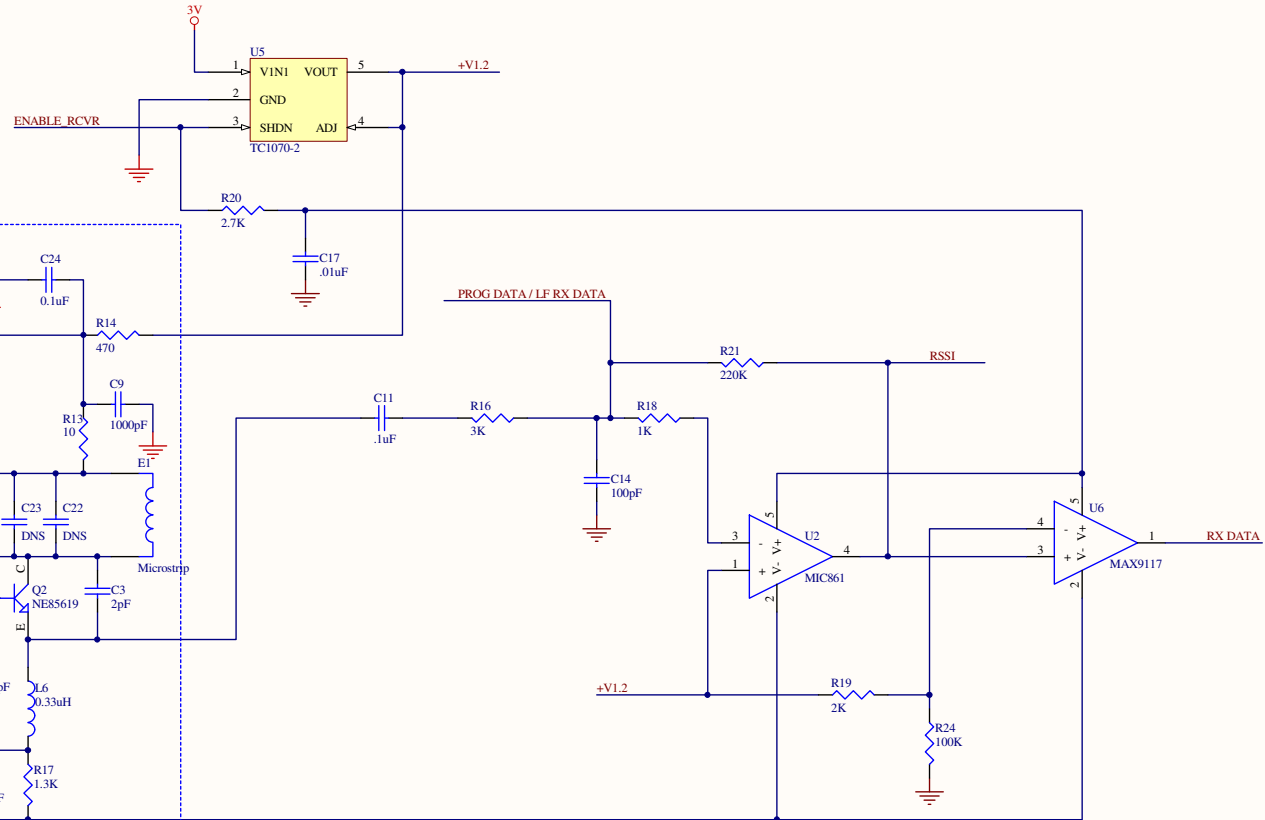 3V
U5
1 V1N1 VOUT 5
+V1.2
2 GND
ENABLE_RCVR
3 SHDN ADJ 4
TC1070-2
R20
2.7K
C17
.01uF
C24
0.1uF
PROG DATA / LF RX DATA
R14
470
R21
220K
RSSI
C9
1000pF
C11
.1uF
R16
3K
R18
1K
R13
10
E1
C14
100pF
C23
DNS
C22
DNS
Microstrip
C
Q2
NE85619
E
C3
2pF
5
3 - V+
U2
4
1 + V-
MIC861
2
5
U6
4 - V+
1
RX DATA
3 + V-
MAX9117
2
pF
L6
0.33uH
+V1.2
R19
2K
R24
100K
R17
1.3K